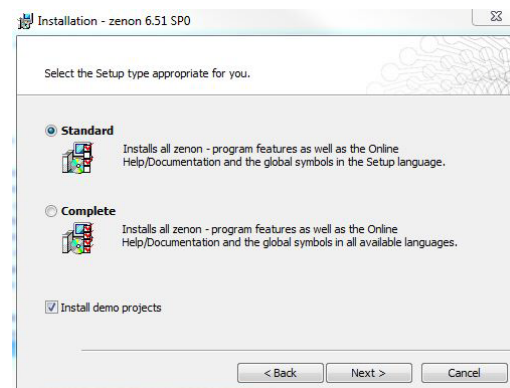 Installation - zenon 6.51 SP0
Select the Setup type appropriate for you.
Standard
Installs all zenon - program features as well as the Online
Help/Documentation and the global symbols in the Setup language.
Complete
Installs all zenon - program features as well as the Online
Help/Documentation and the global symbols in all available languages.
Install demo projects
< Back
Next >
Cancel